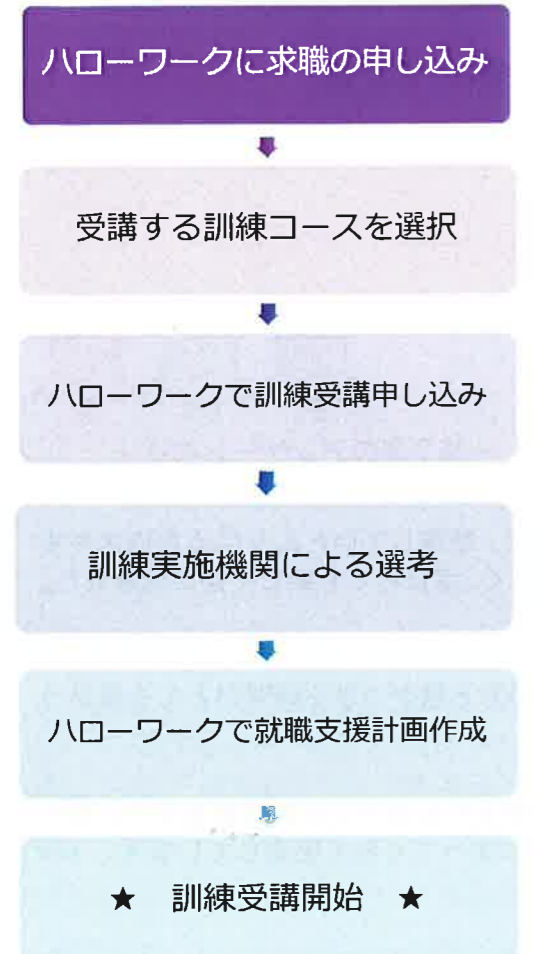 ハローワークに求職の申し込み
受講する訓練コースを選択
ハローワークで訓練受講申し込み
訓練実施機関による選考
ハローワークで就職支援計画作成
★　訓練受講開始　★